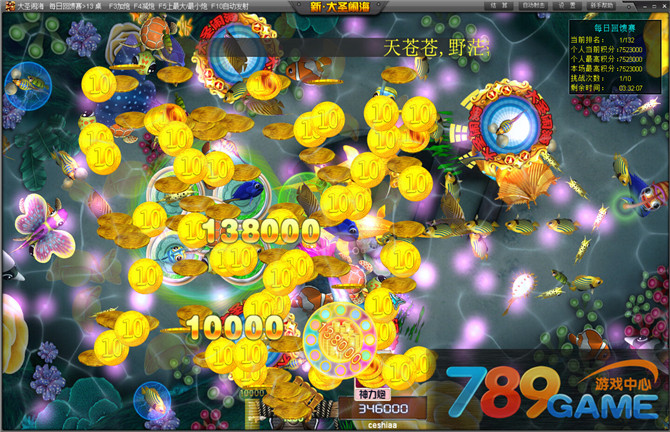 大圣闹海 每日回馈赛>13 桌 F3加炮 F4减炮 F5上最大/最小炮 F10自动发射
新·大圣闹海
结 算 自动射击 设 置 新手帮助
天苍苍,野茫
每日回馈赛
当前排名: 1/132
个人当前积分:7523000
个人最高积分:7523000
本场最高积分:7523000
挑战次数: 1/10
剩余时间: 03:32:07
138000
10000
138000
10000
神力炮
346000
ceshiaa
789GAME
游戏中心